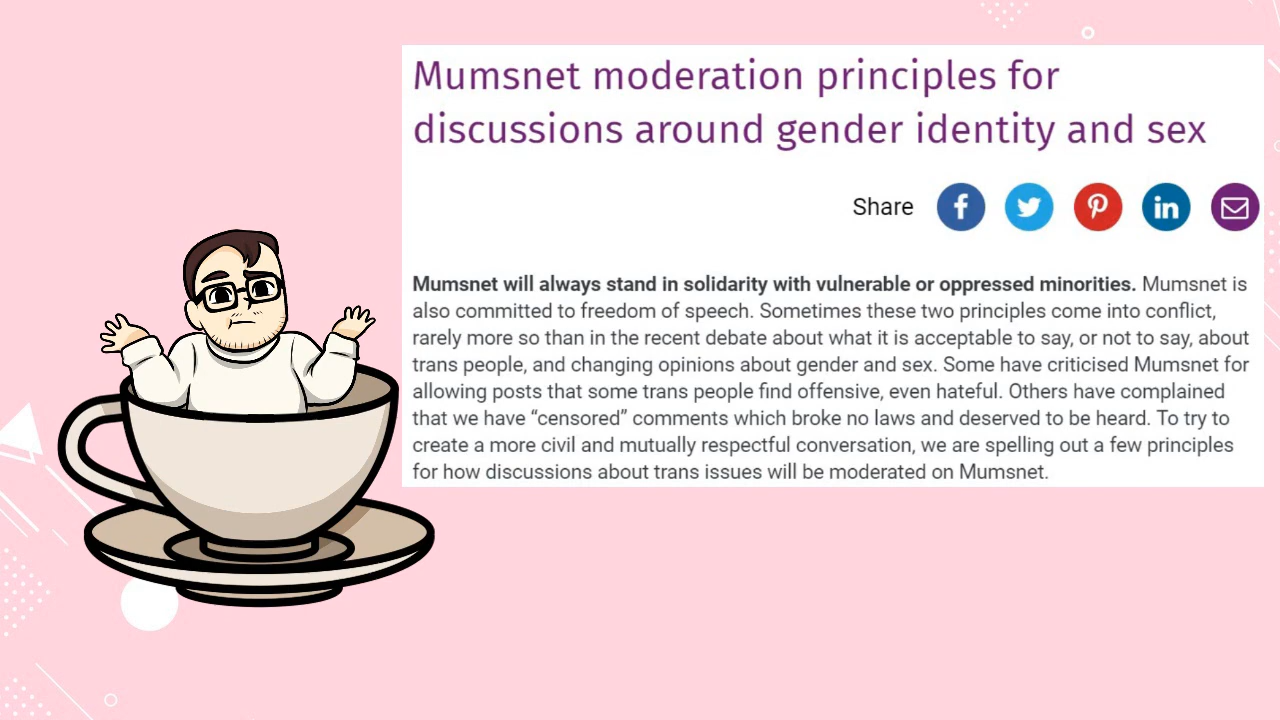 Mumsnet moderation principles for
discussions around gender identity and sex
Share
Mumsnet will always stand in solidarity with vulnerable or oppressed minorities. Mumsnet is
also committed to freedom of speech. Sometimes these two principles come into conflict,
rarely more so than in the recent debate about what it is acceptable to say, or not to say, about
trans people, and changing opinions about gender and sex. Some have criticised Mumsnet for
allowing posts that some trans people find offensive, even hateful. Others have complained
that we have “censored” comments which broke no laws and deserved to be heard. To try to
create a more civil and mutually respectful conversation, we are spelling out a few principles
for how discussions about trans issues will be moderated on Mumsnet.